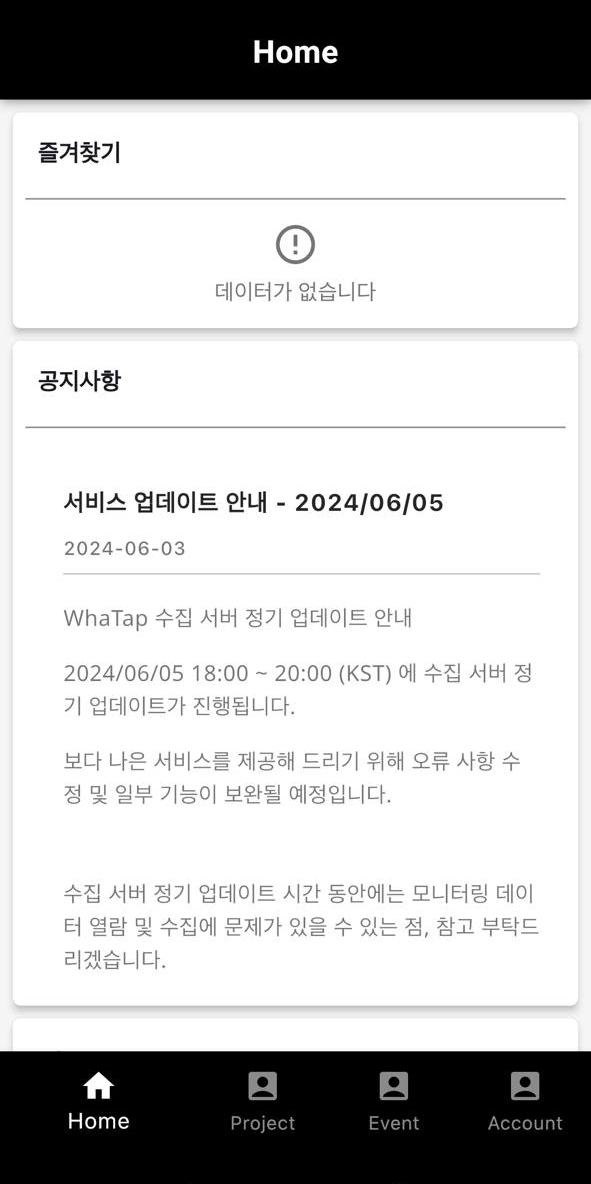 Home
즐겨찾기
데이터가 없습니다
공지사항
서비스 업데이트 안내 - 2024/06/05
2024-06-03
WhaTap 수집 서버 정기 업데이트 안내
2024/06/05 18:00 ~ 20:00 (KST) 에 수집 서버 정
기 업데이트가 진행됩니다.
보다 나은 서비스를 제공해 드리기 위해 오류 사항 수
정 및 일부 기능이 보완될 예정입니다.
수집 서버 정기 업데이트 시간 동안에는 모니터링 데이
터 열람 및 수집에 문제가 있을 수 있는 점, 참고 부탁드
리겠습니다.
Home Project Event Account